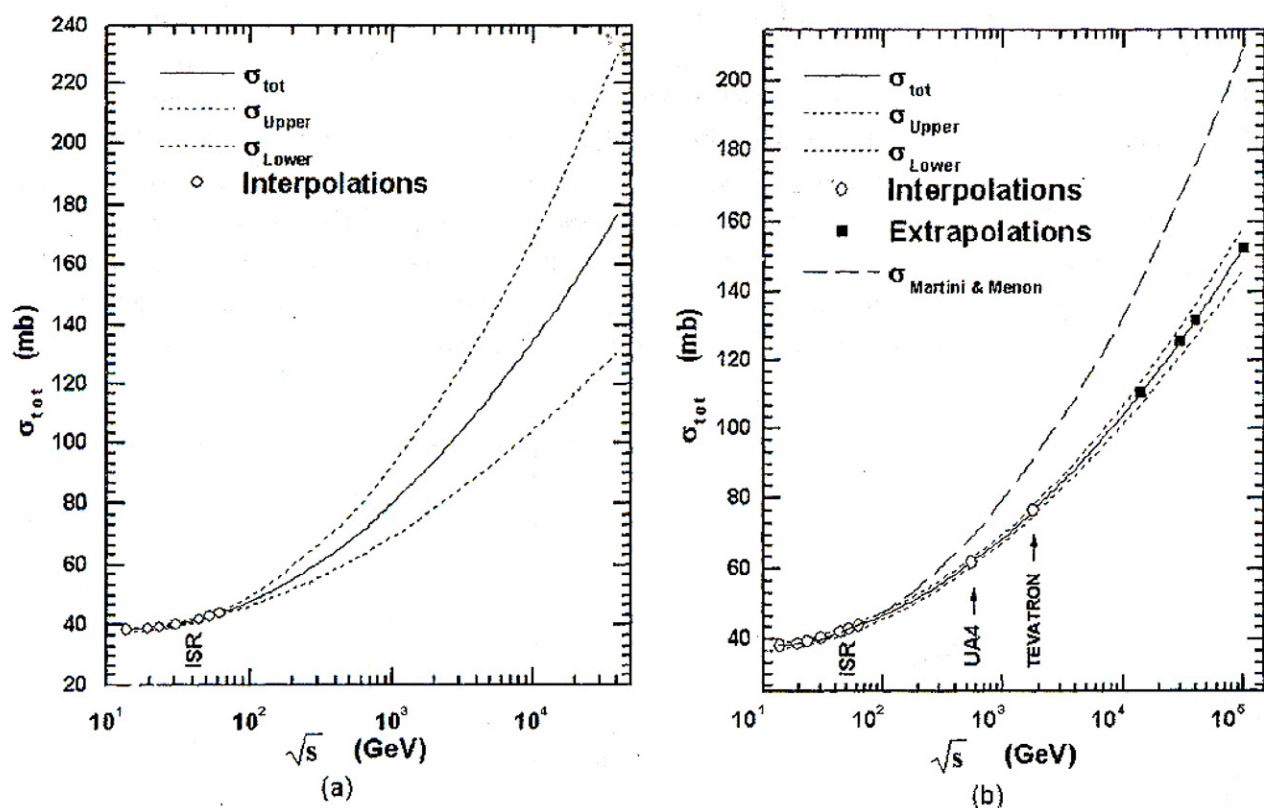 240
220
200
180
160
140
120
100
80
60
40
20
σtot (mb)
σtot
σUpper
σLower
Interpolations
ISR
10¹ 10² 10³ 10⁴
√s (GeV)
(a)
200
180
160
140
120
100
80
60
40
σtot (mb)
σtot
σUpper
σLower
Interpolations
Extrapolations
σMartini & Menon
ISR
UA4
TEVATRON
10¹ 10² 10³ 10⁴ 10⁵
√s (GeV)
(b)